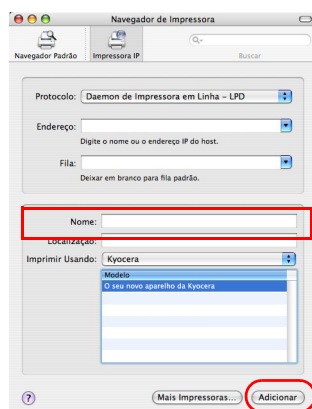 Navegador de Impressora
Navegador Padrão Impressora IP Buscar
Protocolo: Daemon de Impressora em Linha – LPD
Endereço:
Digite o nome ou o endereço IP do host.
Fila:
Deixar em branco para fila padrão.
Nome:
Localização:
Imprimir Usando: Kyocera
Modelo
O seu novo aparelho da Kyocera
? Mais Impressoras... Adicionar